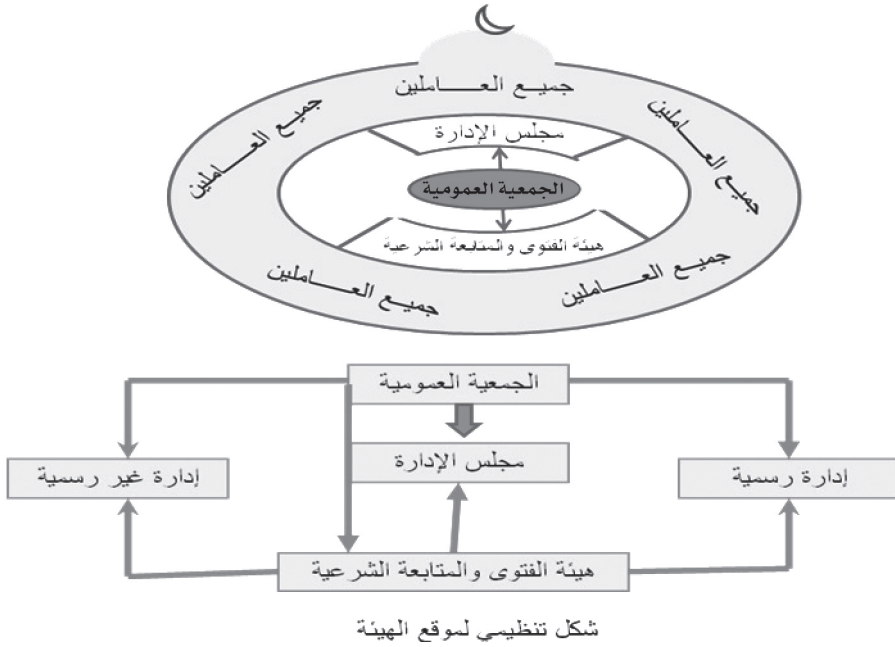 جميع العاملين
جميع العاملين
جميع العاملين
مجلس الإدارة
الجمعية العمومية
هيئة الفتوى والمتابعة الشرعية
جميع العاملين
جميع العاملين
الجمعية العمومية
مجلس الإدارة
إدارة رسمية
إدارة غير رسمية
هيئة الفتوى والمتابعة الشرعية
شكل تنظيمي لموقع الهيئة